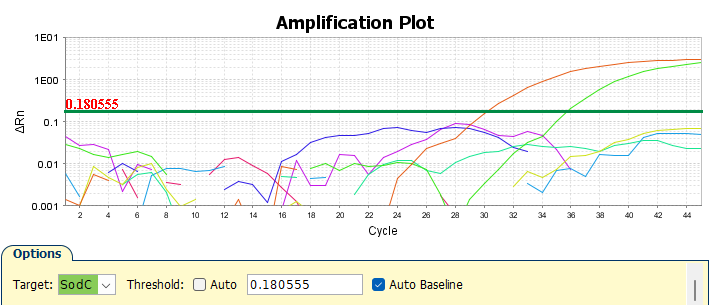 Amplification Plot
1E01
1E00
0.180555
0.1
0.01
0.001
ΔRn
2 4 6 8 10 12 14 16 18 20 22 24 26 28 30 32 34 36 38 40 42 44
Cycle
Options
Target: SodC Threshold: Auto 0.180555 Auto Baseline